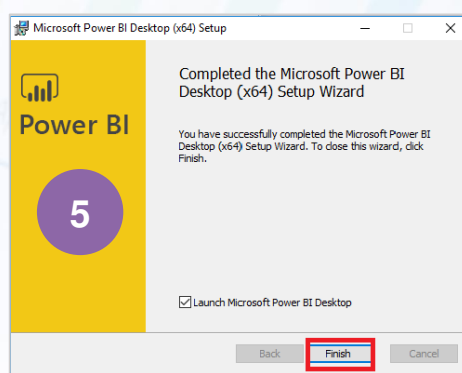 Microsoft Power BI Desktop (x64) Setup
Power BI
5
Completed the Microsoft Power BI
Desktop (x64) Setup Wizard
You have successfully completed the Microsoft Power BI
Desktop (x64) Setup Wizard. To close this wizard, click
Finish.
Launch Microsoft Power BI Desktop
Back
Finish
Cancel